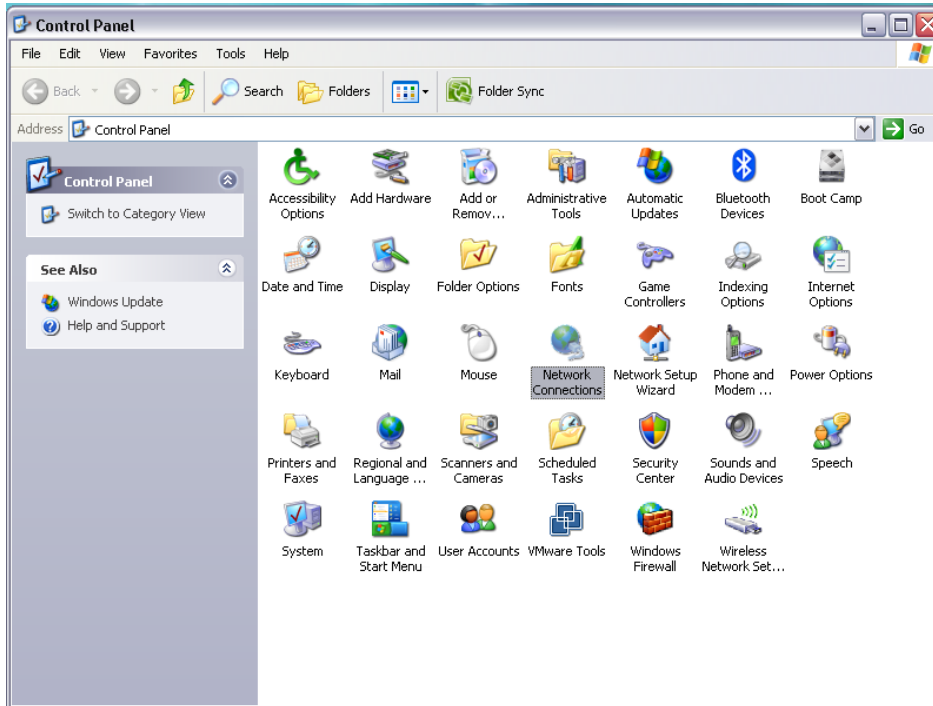 Control Panel
File Edit View Favorites Tools Help
Back Search Folders Folder Sync
Address Control Panel Go
Control Panel
Switch to Category View
See Also
Windows Update
Help and Support
Accessibility Options
Add Hardware
Add or Remov...
Administrative Tools
Automatic Updates
Bluetooth Devices
Boot Camp
Date and Time
Display
Folder Options
Fonts
Game Controllers
Indexing Options
Internet Options
Keyboard
Mail
Mouse
Network Connections
Network Setup Wizard
Phone and Modem ...
Power Options
Printers and Faxes
Regional and Language ...
Scanners and Cameras
Scheduled Tasks
Security Center
Sounds and Audio Devices
Speech
System
Taskbar and Start Menu
User Accounts
VMware Tools
Windows Firewall
Wireless Network Set...